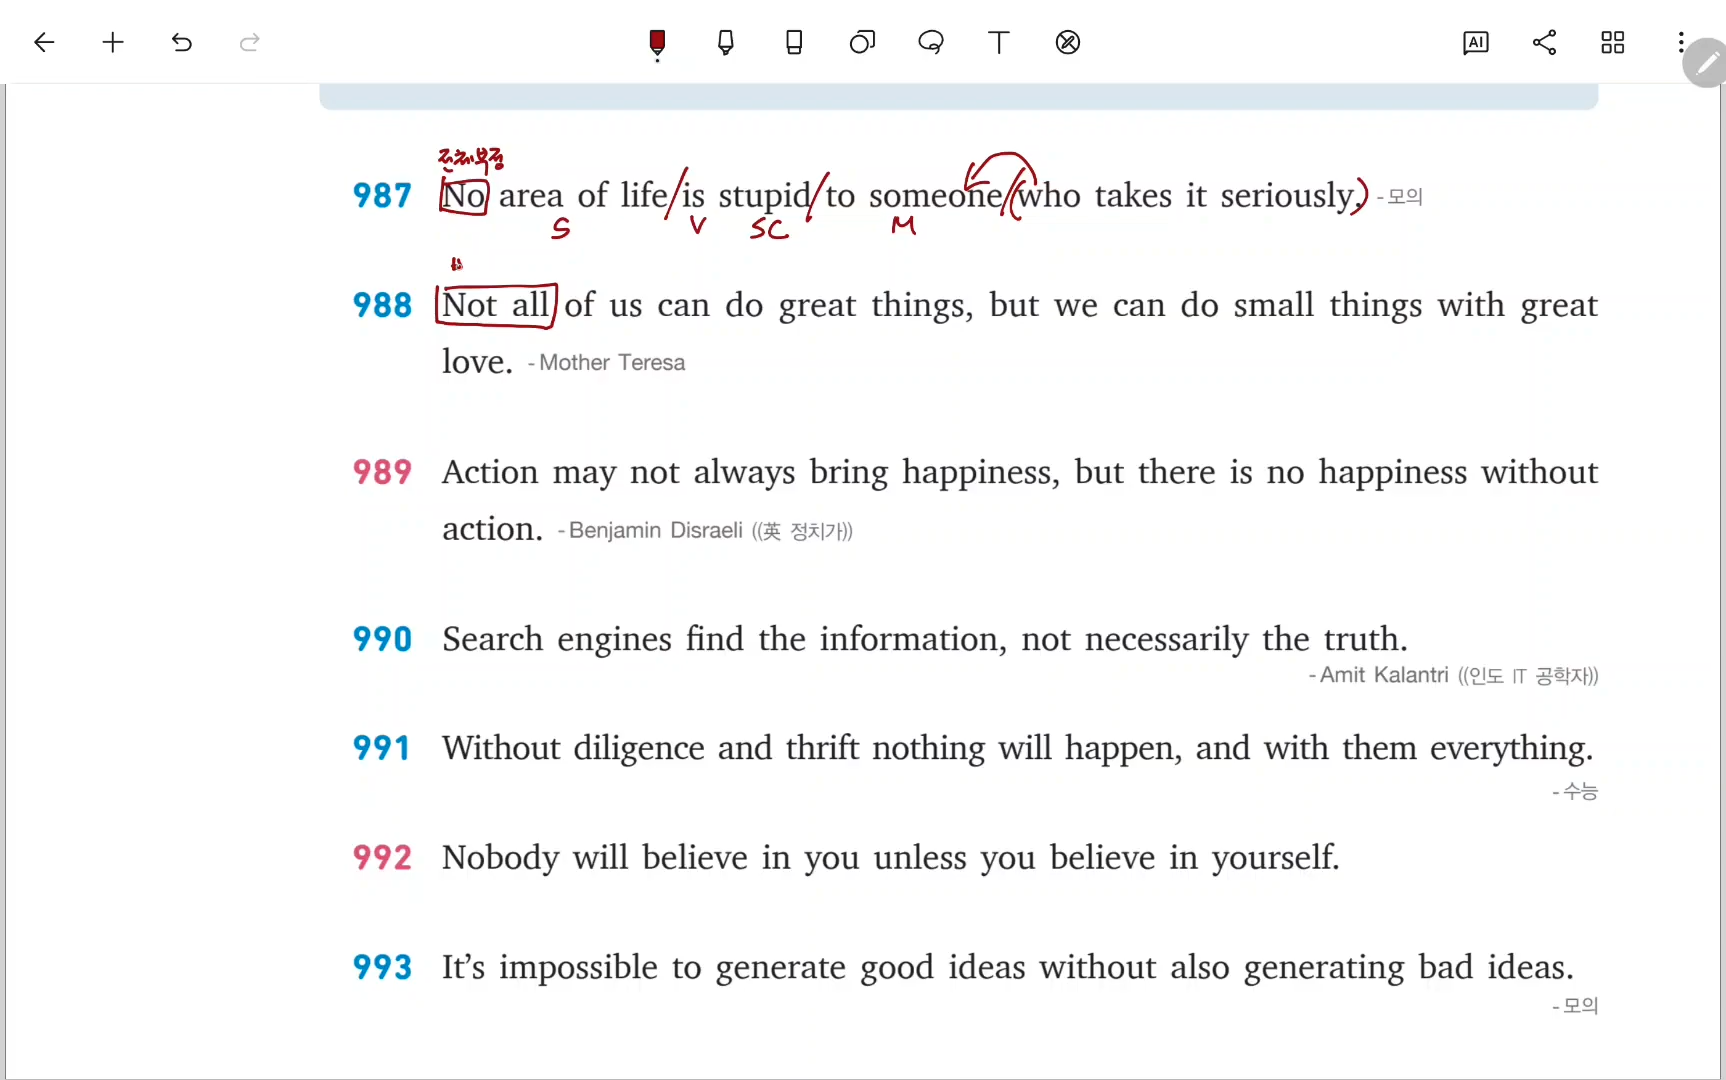 AI
전체부정
987 No area of life/is stupid/to someone/(who takes it seriously.) - 모의
S V SC M
988 Not all of us can do great things, but we can do small things with great
love. - Mother Teresa
989 Action may not always bring happiness, but there is no happiness without
action. - Benjamin Disraeli ((英 정치가))
990 Search engines find the information, not necessarily the truth.
- Amit Kalantri ((인도 IT 공학자))
991 Without diligence and thrift nothing will happen, and with them everything.
- 수능
992 Nobody will believe in you unless you believe in yourself.
993 It’s impossible to generate good ideas without also generating bad ideas.
- 모의